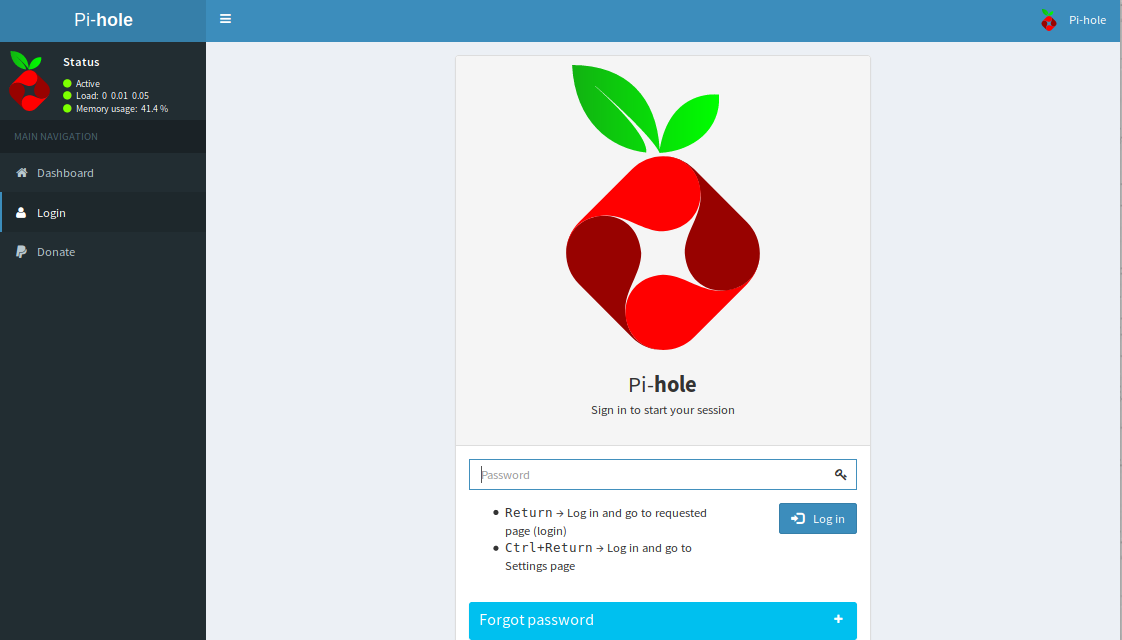 Pi-hole
Pi-hole
Status
Active
Load: 0 0.01 0.05
Memory usage: 41.4 %
MAIN NAVIGATION
Dashboard
Login
Donate
Pi-hole
Sign in to start your session
Password
Return → Log in and go to requested
page (login)
Ctrl+Return → Log in and go to
Settings page
Log in
Forgot password